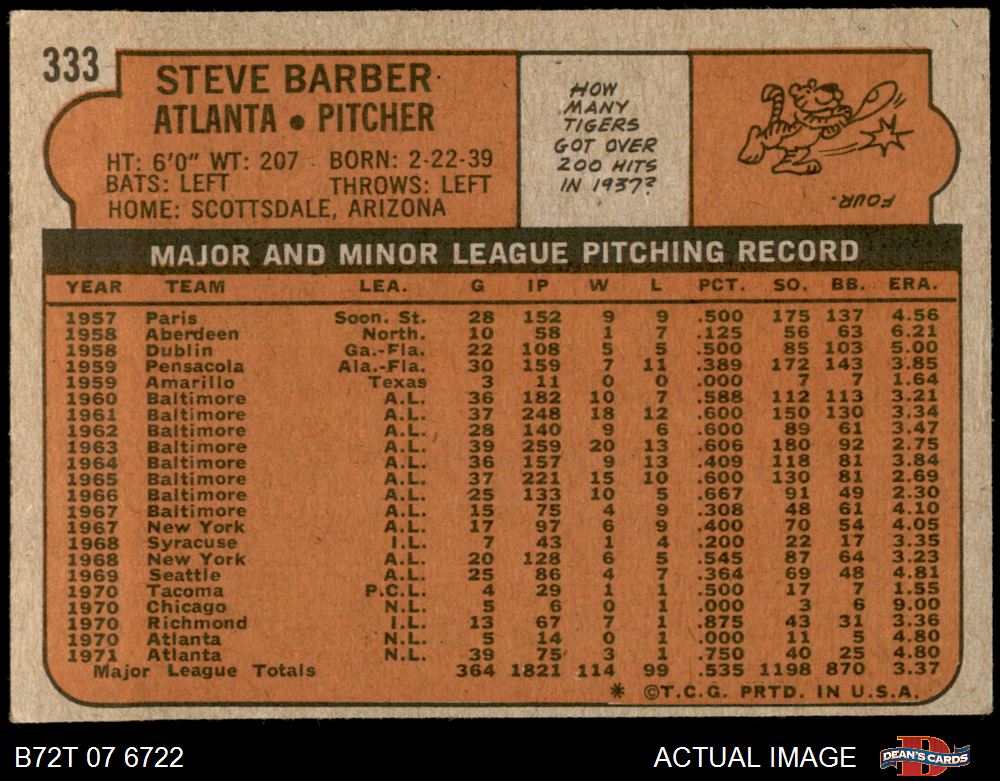 333
STEVE BARBER
ATLANTA • PITCHER
HT: 6'0" WT: 207 BORN: 2-22-39
BATS: LEFT THROWS: LEFT
HOME: SCOTTSDALE, ARIZONA
HOW
MANY
TIGERS
GOT OVER
200 HITS
IN 1937?
FOUR.
MAJOR AND MINOR LEAGUE PITCHING RECORD
YEAR TEAM LEA. G IP W L PCT. SO. BB. ERA.
1957 Paris Soon. St. 28 152 9 9 .500 175 137 4.56
1958 Aberdeen North. 10 58 1 7 .125 56 63 6.21
1958 Dublin Ga.-Fla. 22 108 5 5 .500 85 103 5.00
1959 Pensacola Ala.-Fla. 30 159 7 11 .389 172 143 3.85
1959 Amarillo Texas 3 11 0 0 .000 7 7 1.64
1960 Baltimore A.L. 36 182 10 7 .588 112 113 3.21
1961 Baltimore A.L. 37 248 18 12 .600 150 130 3.34
1962 Baltimore A.L. 28 140 9 6 .600 89 61 3.47
1963 Baltimore A.L. 39 259 20 13 .606 180 92 2.75
1964 Baltimore A.L. 36 157 9 13 .409 118 81 3.84
1965 Baltimore A.L. 37 221 15 10 .600 130 81 2.69
1966 Baltimore A.L. 25 133 10 5 .667 91 49 2.30
1967 Baltimore A.L. 15 75 4 9 .308 48 61 4.10
1967 New York A.L. 17 97 6 9 .400 70 54 4.05
1968 Syracuse I.L. 7 43 1 4 .200 22 17 3.35
1968 New York A.L. 20 128 6 5 .545 87 64 3.23
1969 Seattle A.L. 25 86 4 7 .364 69 48 4.81
1970 Tacoma P.C.L. 4 29 1 1 .500 17 7 1.55
1970 Chicago N.L. 5 6 0 1 .000 3 6 9.00
1970 Richmond I.L. 13 67 7 1 .875 43 31 3.36
1970 Atlanta N.L. 5 14 0 1 .000 11 5 4.80
1971 Atlanta N.L. 39 75 3 1 .750 40 25 4.80
Major League Totals 364 1821 114 99 .535 1198 870 3.37
* ©T.C.G. PRTD. IN U.S.A.
B72T 07 6722 ACTUAL IMAGE DEAN'S CARDS